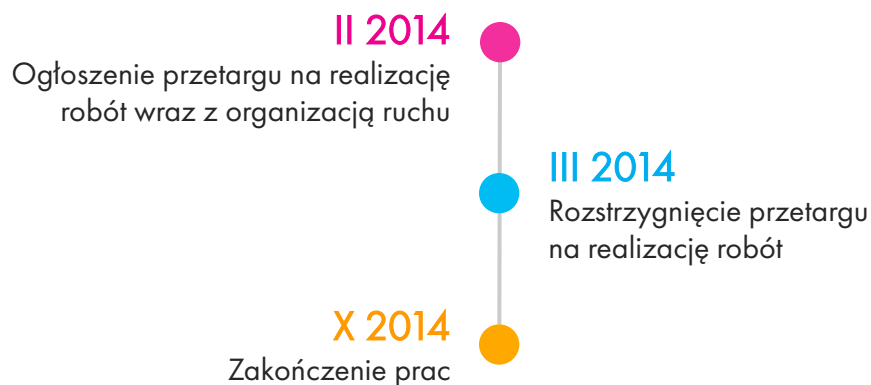 II 2014
Ogłoszenie przetargu na realizację
robót wraz z organizacją ruchu
III 2014
Rozstrzygnięcie przetargu
na realizację robót
X 2014
Zakończenie prac